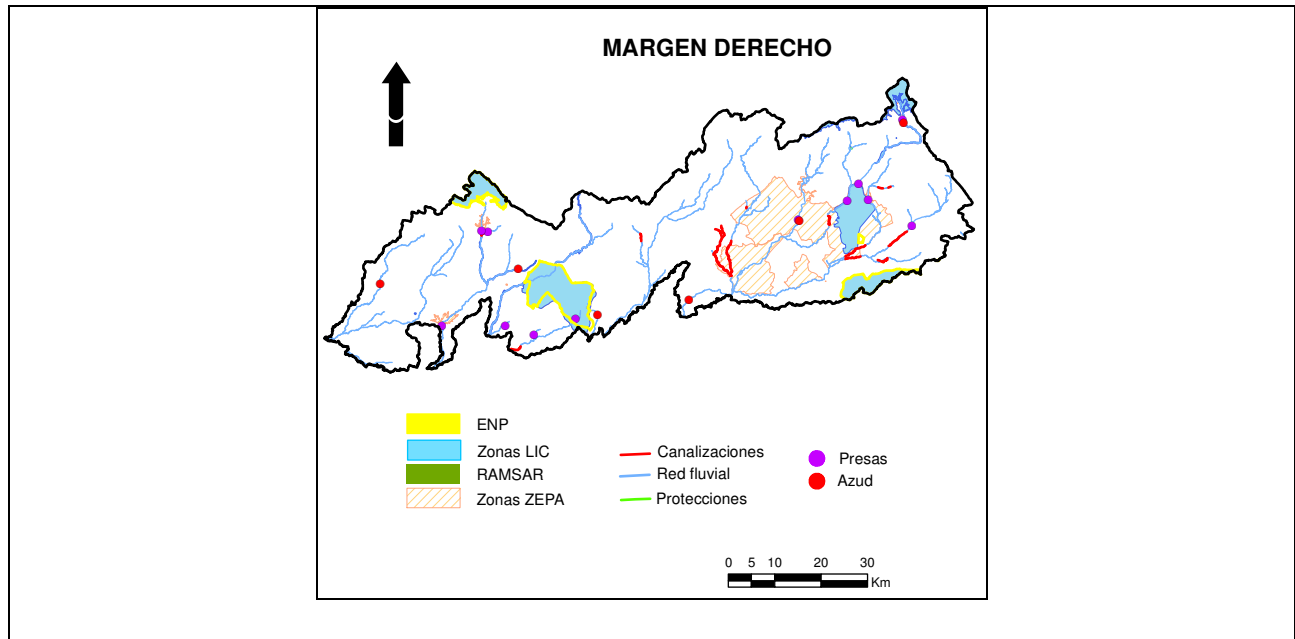 MARGEN DERECHO
ENP
Zonas LIC
RAMSAR
Zonas ZEPA
Canalizaciones
Red fluvial
Protecciones
Presas
Azud
0 5 10 20 30
Km